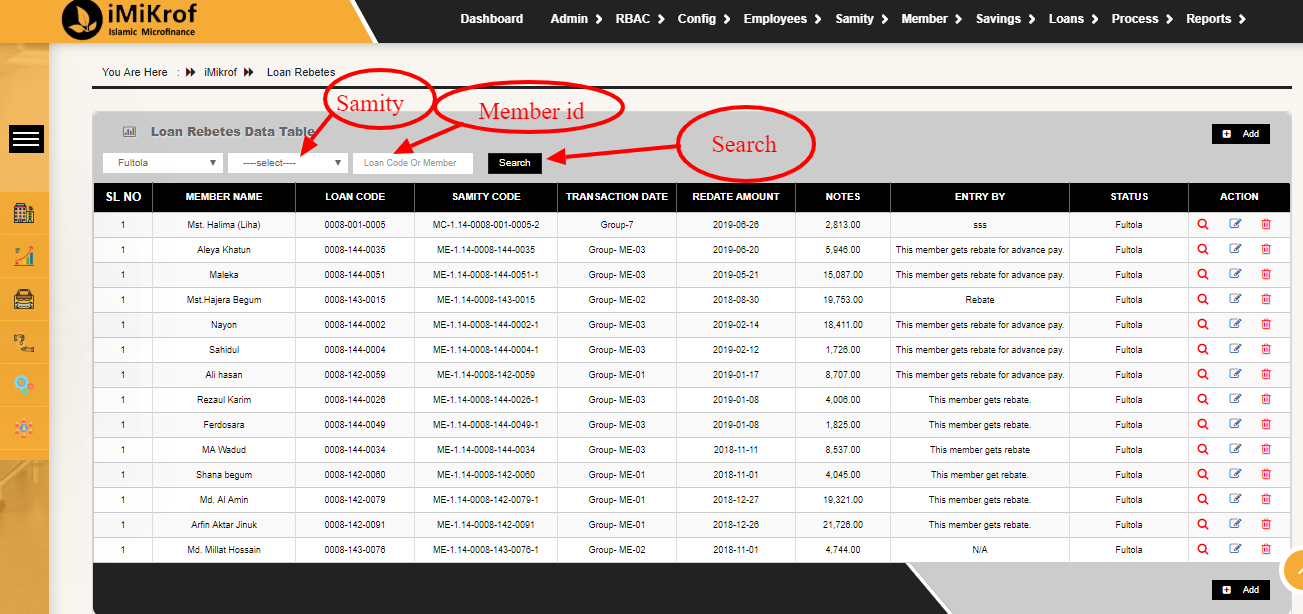 iMiKrof
Islamic Microfinance
Dashboard Admin RBAC Config Employees Samity Member Savings Loans Process Reports
You Are Here : iMikrof Loan Rebetes
Samity
Member id
Search
Loan Rebetes Data Table
Add
Fultola ----select---- Loan Code Or Member Search
SL NO MEMBER NAME LOAN CODE SAMITY CODE TRANSACTION DATE REDATE AMOUNT NOTES ENTRY BY STATUS ACTION
1 Mst. Halima (Liha) 0008-001-0005 MC-1.14-0008-001-0005-2 Group-7 2019-06-26 2,813.00 sss Fultola
1 Aleya Khatun 0008-144-0035 ME-1.14-0008-144-0035 Group- ME-03 2019-06-20 5,946.00 This member gets rebate for advance pay. Fultola
1 Maleka 0008-144-0051 ME-1.14-0008-144-0051-1 Group- ME-03 2019-05-21 15,087.00 This member gets rebate for advance pay. Fultola
1 Mst.Hajera Begum 0008-143-0015 ME-1.14-0008-143-0015 Group- ME-02 2018-08-30 19,753.00 Rebate Fultola
1 Nayon 0008-144-0002 ME-1.14-0008-144-0002-1 Group- ME-03 2019-02-14 18,411.00 This member gets rebate for advance pay. Fultola
1 Sahidul 0008-144-0004 ME-1.14-0008-144-0004-1 Group- ME-03 2019-02-12 1,726.00 This member gets rebate for advance pay. Fultola
1 Ali hasan 0008-142-0059 ME-1.14-0008-142-0059 Group- ME-01 2019-01-17 8,707.00 This member gets rebate for advance pay. Fultola
1 Rezaul Karim 0008-144-0026 ME-1.14-0008-144-0026-1 Group- ME-03 2019-01-08 4,006.00 This member gets rebate. Fultola
1 Ferdosara 0008-144-0049 ME-1.14-0008-144-0049-1 Group- ME-03 2019-01-08 1,825.00 This member gets rebate. Fultola
1 MA Wadud 0008-144-0034 ME-1.14-0008-144-0034 Group- ME-03 2018-11-11 8,537.00 This member gets rebate Fultola
1 Shana begum 0008-142-0060 ME-1.14-0008-142-0060 Group- ME-01 2018-11-01 4,045.00 This member get rebate. Fultola
1 Md. Al Amin 0008-142-0079 ME-1.14-0008-142-0079-1 Group- ME-01 2018-12-27 19,321.00 This member gets rebate. Fultola
1 Arfin Aktar Jinuk 0008-142-0091 ME-1.14-0008-142-0091 Group- ME-01 2018-12-26 21,726.00 This member gets rebate. Fultola
1 Md. Millat Hossain 0008-143-0076 ME-1.14-0008-143-0076-1 Group- ME-02 2018-11-01 4,744.00 N/A Fultola
Add